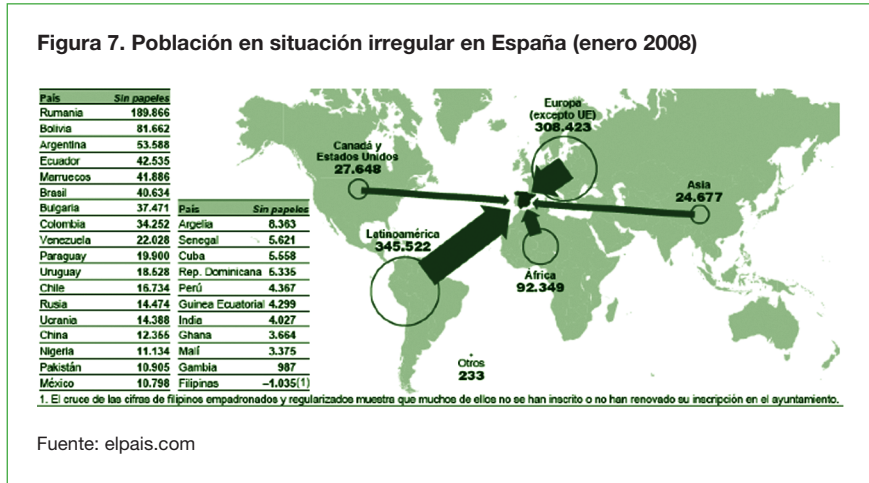 Figura 7. Población en situación irregular en España (enero 2008)
País Sin papeles
Rumania 189.866
Bolivia 81.662
Argentina 53.588
Ecuador 42.535
Marruecos 41.886
Brasil 40.634
Bulgaria 37.471
Colombia 34.252
Venezuela 22.028
Paraguay 19.900
Uruguay 18.528
Chile 16.734
Rusia 14.474
Ucrania 14.388
China 12.355
Nigeria 11.134
Pakistán 10.905
México 10.798
País Sin papeles
Argelia 8.363
Senegal 5.621
Cuba 5.558
Rep. Dominicana 5.335
Perú 4.367
Guinea Ecuatorial 4.299
India 4.027
Ghana 3.664
Malí 3.375
Gambia 987
Filipinas –1.035(1)
Canadá y
Estados Unidos
27.648
Europa
(excepto UE)
308.423
Asia
24.677
Latinoamérica
345.522
África
92.349
Otros
233
1. El cruce de las cifras de filipinos empadronados y regularizados muestra que muchos de ellos no se han inscrito o no han renovado su inscripción en el ayuntamiento.
Fuente: elpais.com